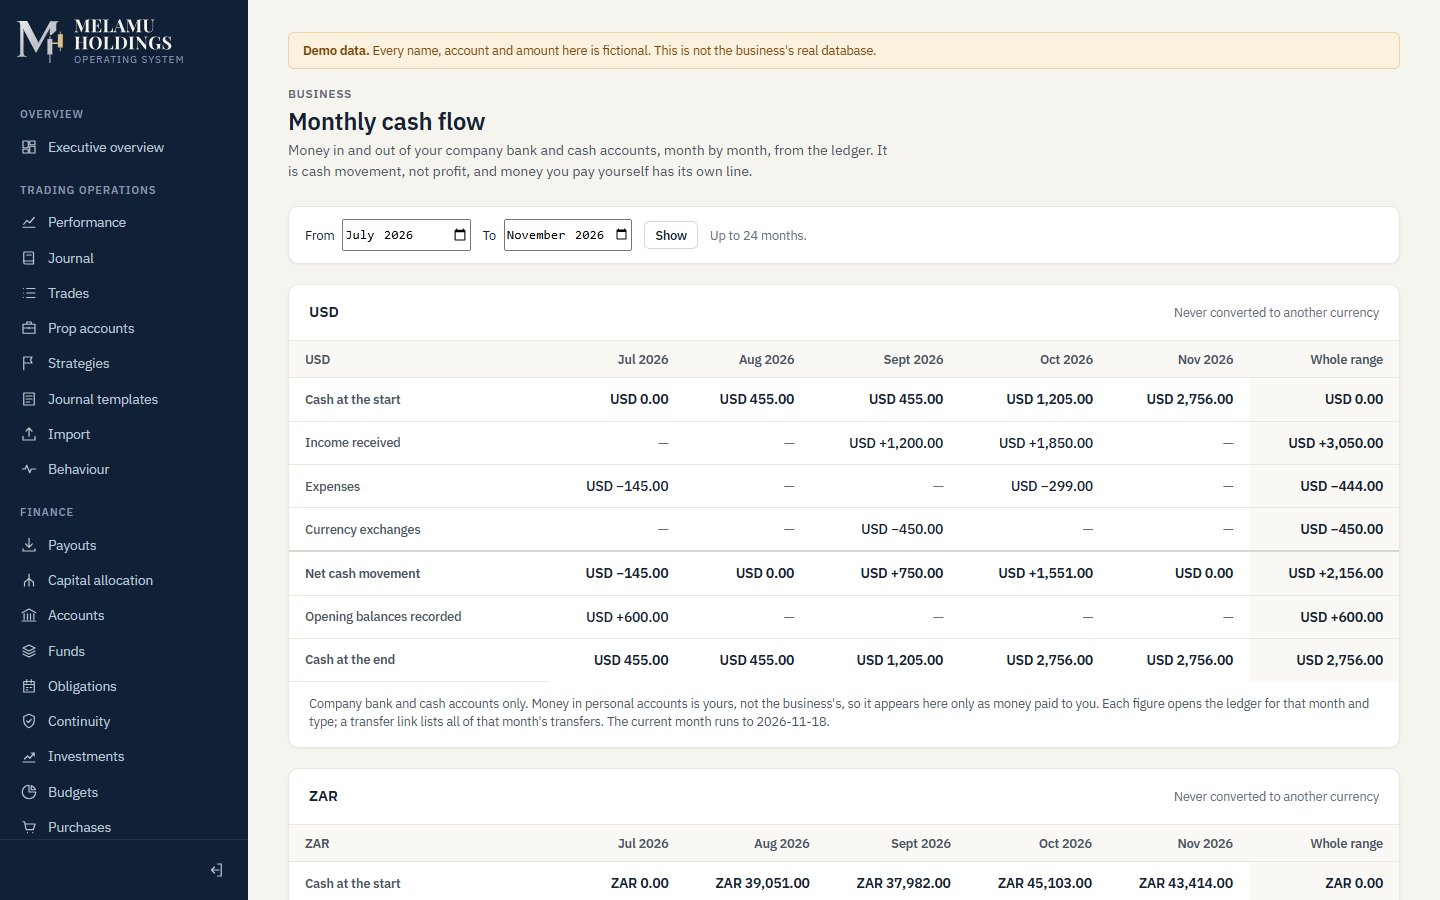 MELAMU
HOLDINGS
OPERATING SYSTEM
OVERVIEW
Executive overview
TRADING OPERATIONS
Performance
Journal
Trades
Prop accounts
Strategies
Journal templates
Import
Behaviour
FINANCE
Payouts
Capital allocation
Accounts
Funds
Obligations
Continuity
Investments
Budgets
Purchases
Demo data. Every name, account and amount here is fictional. This is not the business's real database.
BUSINESS
Monthly cash flow
Money in and out of your company bank and cash accounts, month by month, from the ledger. It
is cash movement, not profit, and money you pay yourself has its own line.
From July 2026 To November 2026 Show Up to 24 months.
USD Never converted to another currency
USD Jul 2026 Aug 2026 Sept 2026 Oct 2026 Nov 2026 Whole range
Cash at the start USD 0.00 USD 455.00 USD 455.00 USD 1,205.00 USD 2,756.00 USD 0.00
Income received — — USD +1,200.00 USD +1,850.00 — USD +3,050.00
Expenses USD −145.00 — — USD −299.00 — USD −444.00
Currency exchanges — — USD −450.00 — — USD −450.00
Net cash movement USD −145.00 USD 0.00 USD +750.00 USD +1,551.00 USD 0.00 USD +2,156.00
Opening balances recorded USD +600.00 — — — — USD +600.00
Cash at the end USD 455.00 USD 455.00 USD 1,205.00 USD 2,756.00 USD 2,756.00 USD 2,756.00
Company bank and cash accounts only. Money in personal accounts is yours, not the business's, so it appears here only as money paid to you. Each figure opens the ledger for that month and
type; a transfer link lists all of that month's transfers. The current month runs to 2026-11-18.
ZAR Never converted to another currency
ZAR Jul 2026 Aug 2026 Sept 2026 Oct 2026 Nov 2026 Whole range
Cash at the start ZAR 0.00 ZAR 39,051.00 ZAR 37,982.00 ZAR 45,103.00 ZAR 43,414.00 ZAR 0.00